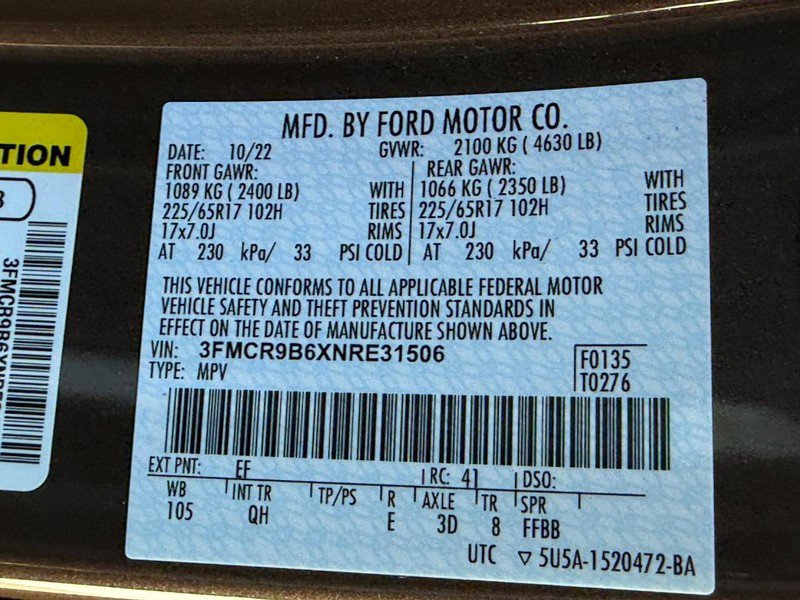 TION
3
3FMCR9B6XNRE
MFD. BY FORD MOTOR CO.
DATE: 10/22 GVWR: 2100 KG ( 4630 LB)
FRONT GAWR: REAR GAWR:
1089 KG ( 2400 LB) WITH 1066 KG ( 2350 LB) WITH
225/65R17 102H TIRES 225/65R17 102H TIRES
17x7.0J RIMS 17x7.0J RIMS
AT 230 kPa/ 33 PSI COLD AT 230 kPa/ 33 PSI COLD
THIS VEHICLE CONFORMS TO ALL APPLICABLE FEDERAL MOTOR
VEHICLE SAFETY AND THEFT PREVENTION STANDARDS IN
EFFECT ON THE DATE OF MANUFACTURE SHOWN ABOVE.
VIN: 3FMCR9B6XNRE31506 F0135
TYPE: MPV T0276
EXT PNT: EF RC: 41 DSO:
WB INT TR TP/PS R AXLE TR SPR
105 QH E 3D 8 FFBB
UTC ▽ 5U5A-1520472-BA